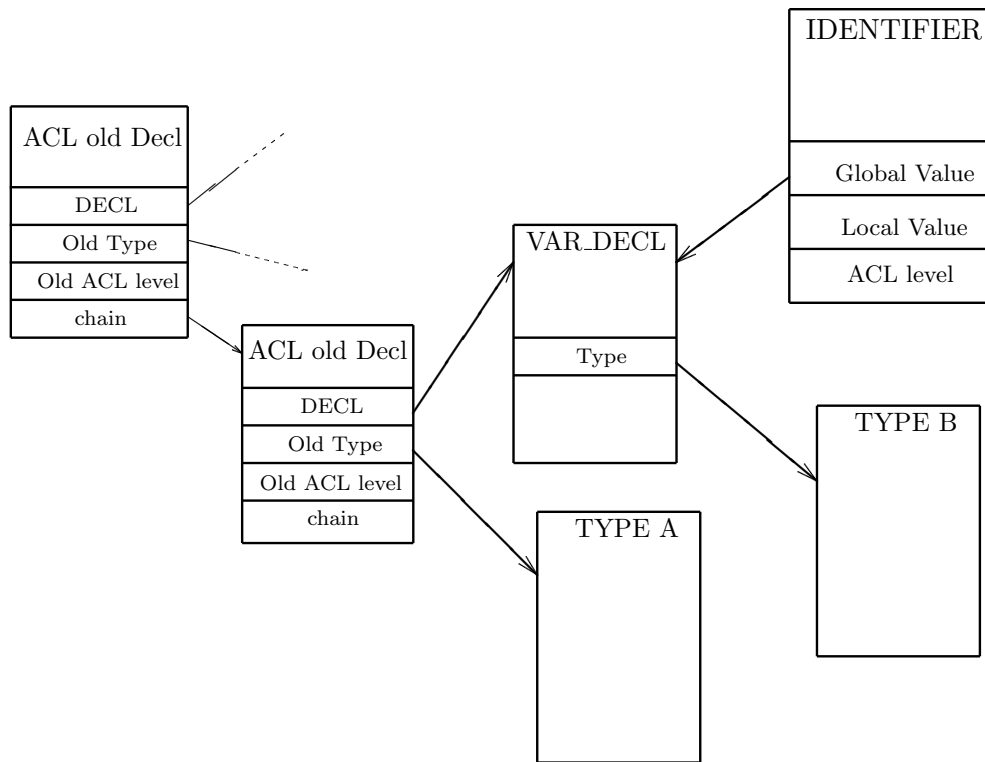 IDENTIFIER
Global Value
Local Value
ACL level
ACL old Decl
DECL
Old Type
Old ACL level
chain
VAR_DECL
Type
ACL old Decl
DECL
Old Type
Old ACL level
chain
TYPE B
TYPE A